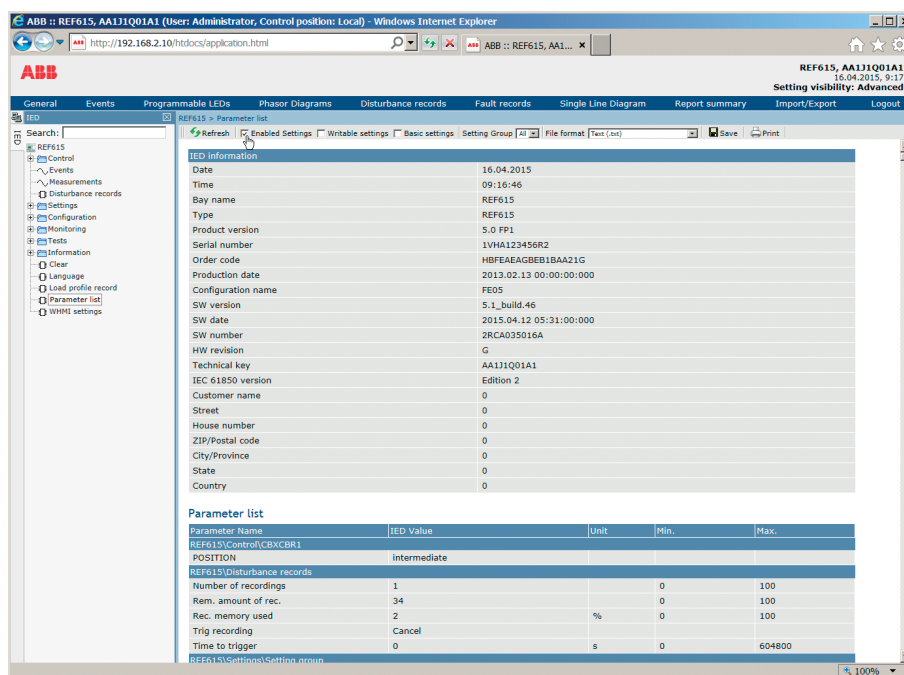 ABB :: REF615, AA1J1Q01A1 (User: Administrator, Control position: Local) - Windows Internet Explorer
ABB http://192.168.2.10/htdocs/application.html ABB ABB :: REF615, AA1...
ABB
REF615, AA1J1Q01A1
16.04.2015, 9:17
Setting visibility: Advanced
General Events Programmable LEDs Phasor Diagrams Disturbance records Fault records Single Line Diagram Report summary Import/Export Logout
IED
IED
REF615 > Parameter list
Search:
Refresh Enabled Settings Writable settings Basic settings Setting Group All File format Text (.txt) Save Print
REF615
Control
Events
Measurements
Disturbance records
Settings
Configuration
Monitoring
Tests
Information
Clear
Language
Load profile record
Parameter list
WHMI settings
IED information
Date 16.04.2015
Time 09:16:46
Bay name REF615
Type REF615
Product version 5.0 FP1
Serial number 1VHA123456R2
Order code HBFEAEAGBEB1BAA21G
Production date 2013.02.13 00:00:00:000
Configuration name FE05
SW version 5.1_build.46
SW date 2015.04.12 05:31:00:000
SW number 2RCA035016A
HW revision G
Technical key AA1J1Q01A1
IEC 61850 version Edition 2
Customer name 0
Street 0
House number 0
ZIP/Postal code 0
City/Province 0
State 0
Country 0
Parameter list
Parameter Name IED Value Unit Min. Max.
REF615\Control\CBXCBR1
POSITION intermediate
REF615\Disturbance records
Number of recordings 1 0 100
Rem. amount of rec. 34 0 100
Rec. memory used 2 % 0 100
Trig recording Cancel
Time to trigger 0 s 0 604800
REF615\Settings\Setting group
100%